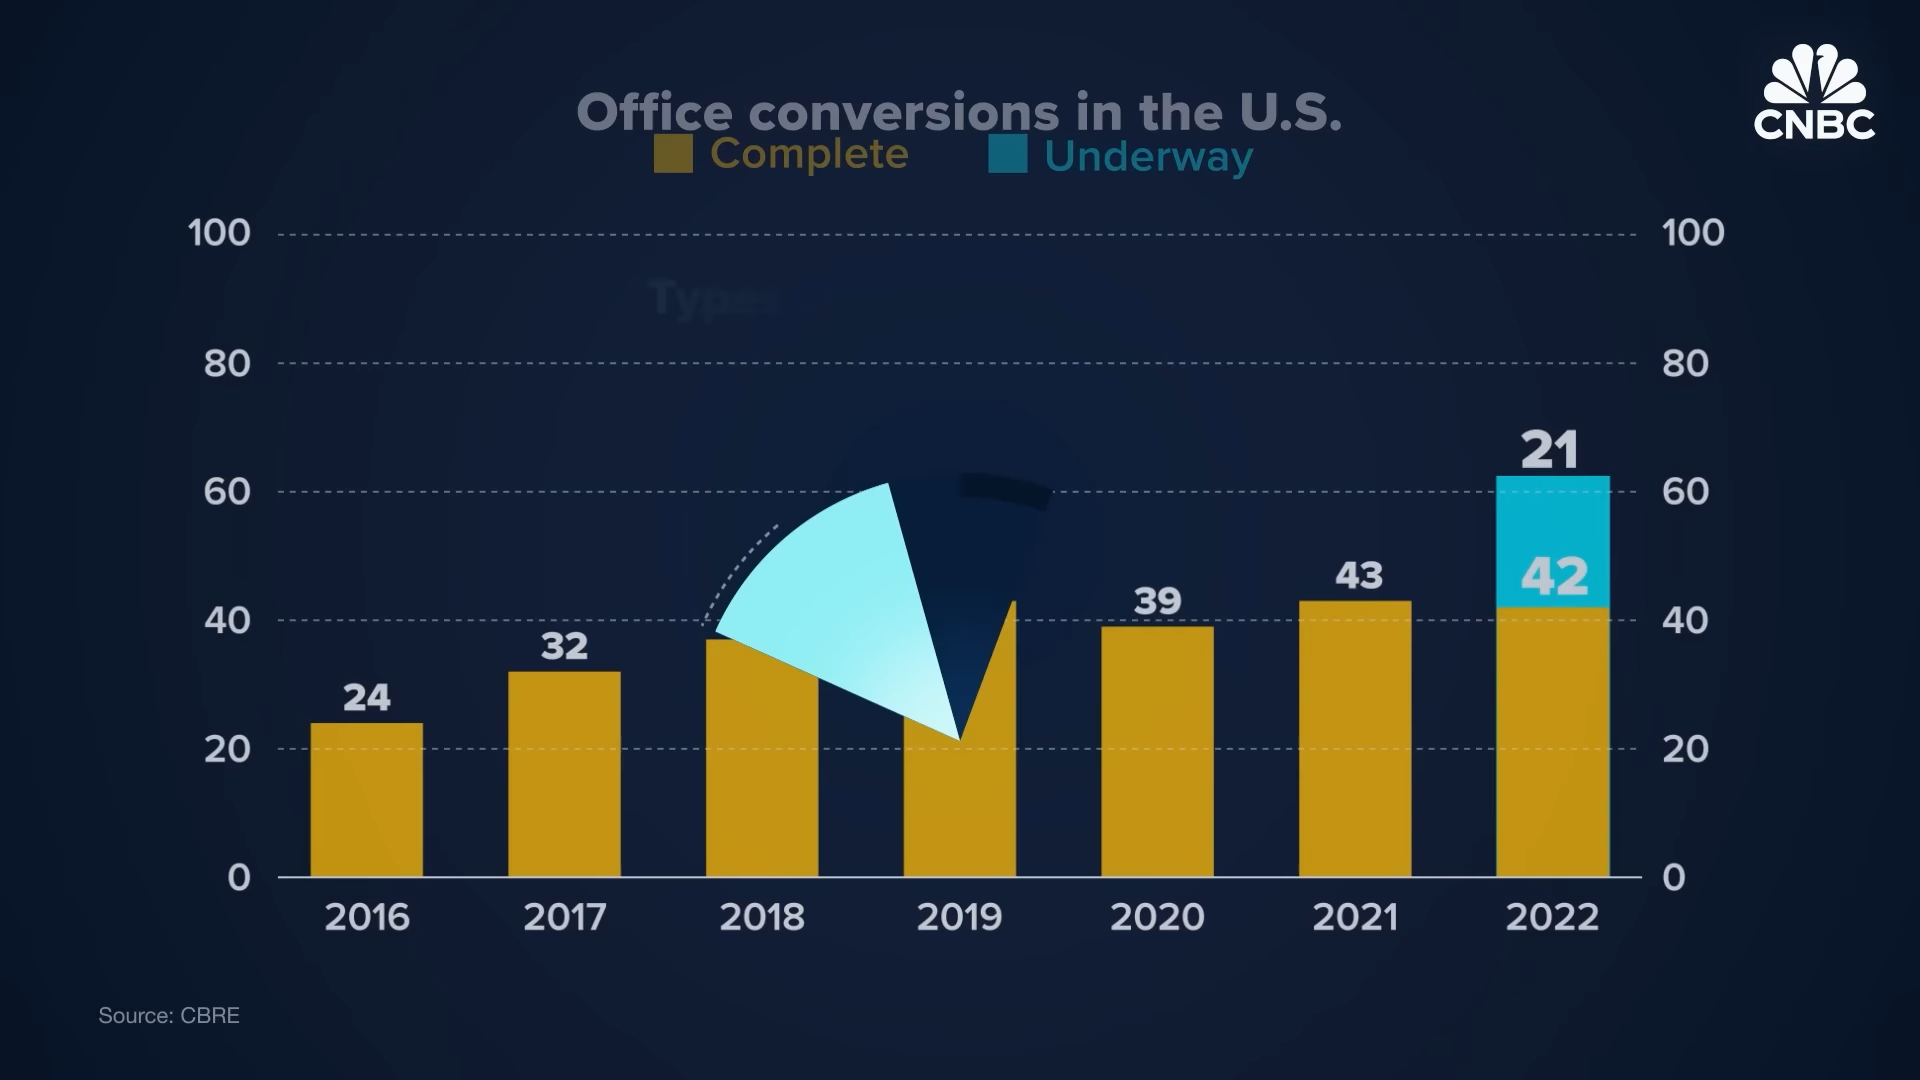 CNBC
Office conversions in the U.S.
Complete Underway
100 100
Types
80 80
21
60 60
42
43
39
40 40
32
24
20 20
0 0
2016 2017 2018 2019 2020 2021 2022
Source: CBRE